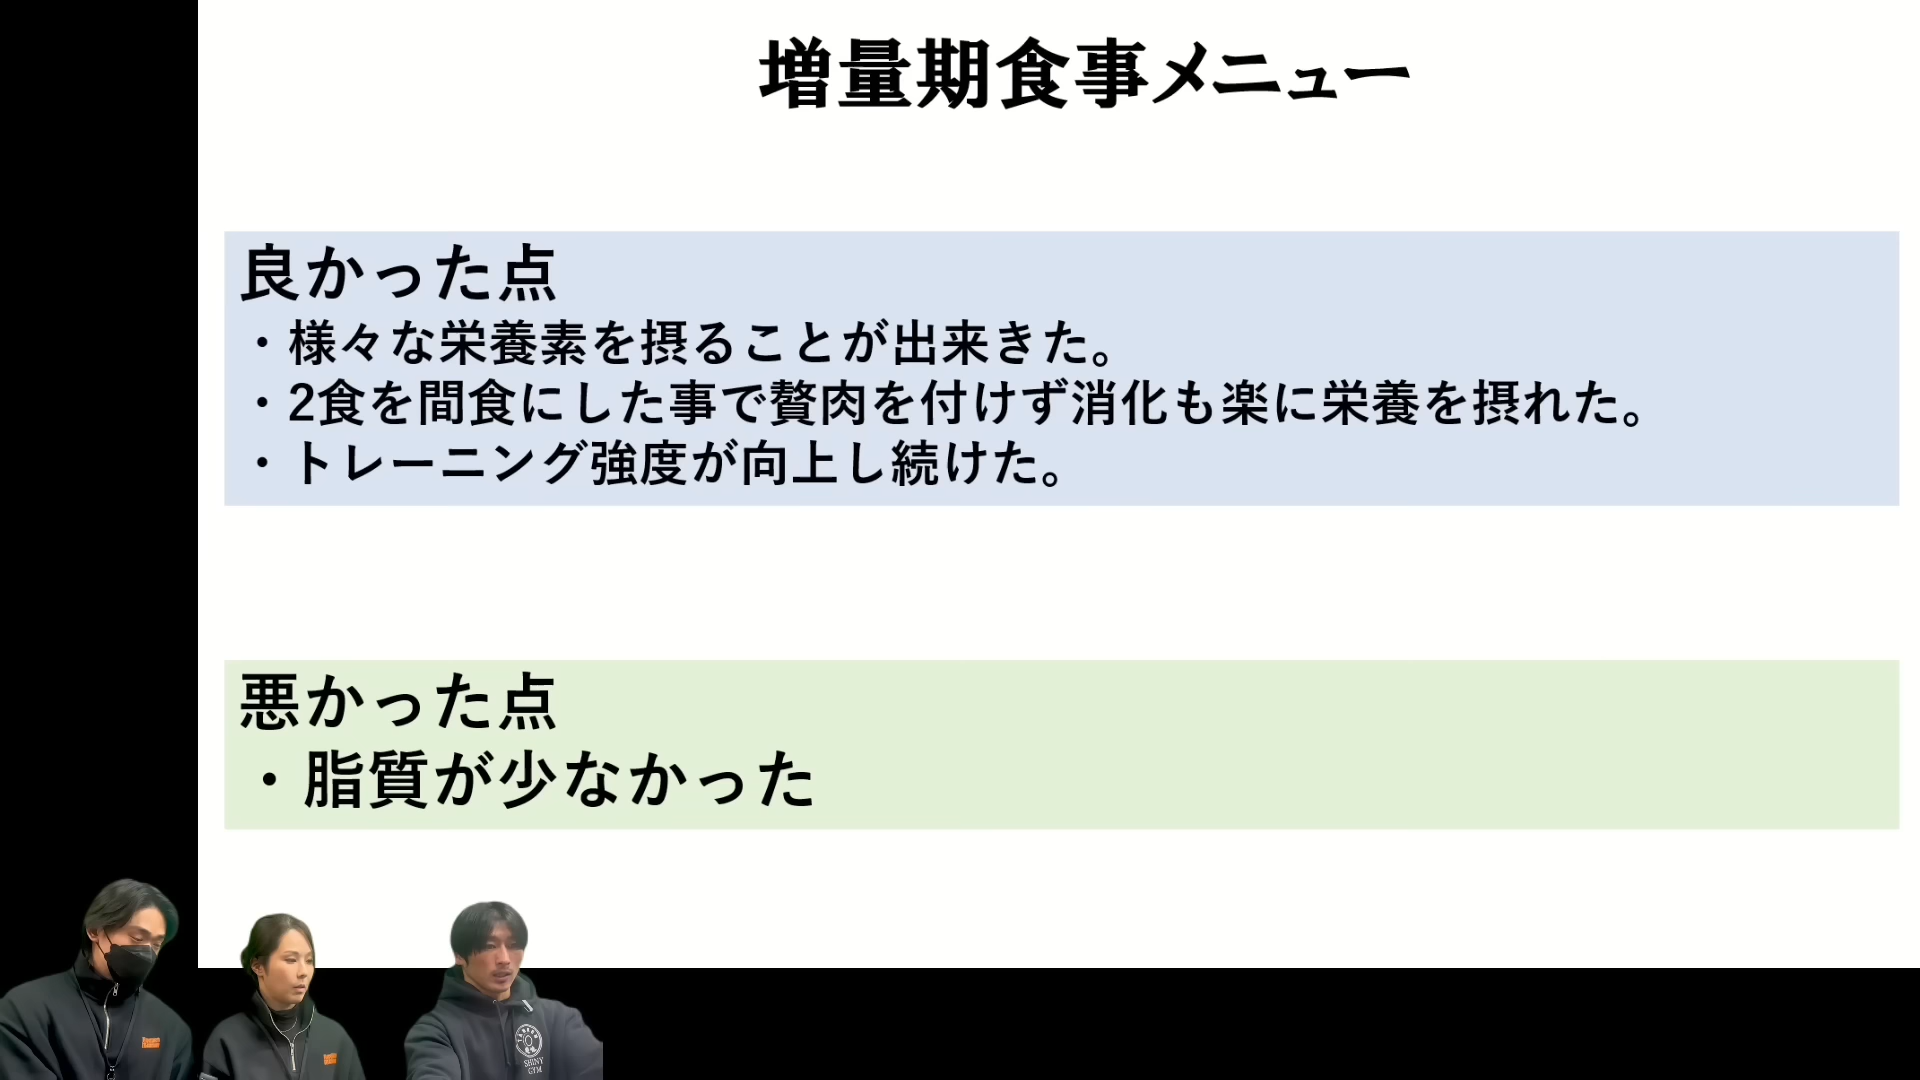 増量期食事メニュー
良かった点
・様々な栄養素を摂ることが出来きた。
・2食を間食にした事で贅肉を付けず消化も楽に栄養を摂れた。
・トレーニング強度が向上し続けた。
悪かった点
・脂質が少なかった
SHINY
GYM